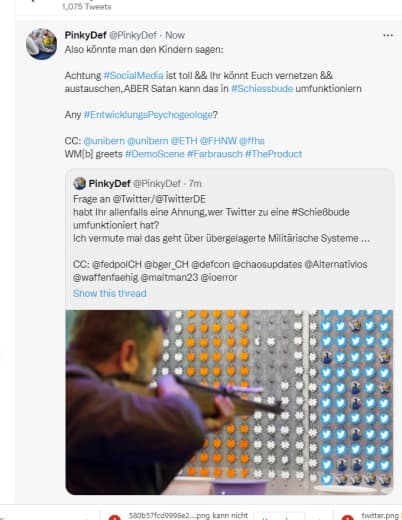 1,075 Tweets
PinkyDef @PinkyDef · Now
Also könnte man den Kindern sagen:
Achtung #SocialMedia ist toll && Ihr könnt Euch vernetzen &&
austauschen,ABER Satan kann das in #Schiessbude umfunktioniern
Any #EntwicklungsPsychogeologe?
CC: @unibern @unibern @ETH @FHNW @ffhs
WM[b] greets #DemoScene #Farbrausch #TheProduct
PinkyDef @PinkyDef · 7m
Frage an @Twitter/@TwitterDE
habt Ihr allenfalls eine Ahnung,wer Twitter zu eine #Schießbude
umfunktioniert hat?
Ich vermute mal das geht über übergelagerte Militärische Systeme ...
CC: @fedpolCH @bger_CH @defcon @chaosupdates @Alternativlos
@waffenfaehig @maitman23 @ioerror
Show this thread
580b57fcd9996e2...png kann nicht
twitter.png